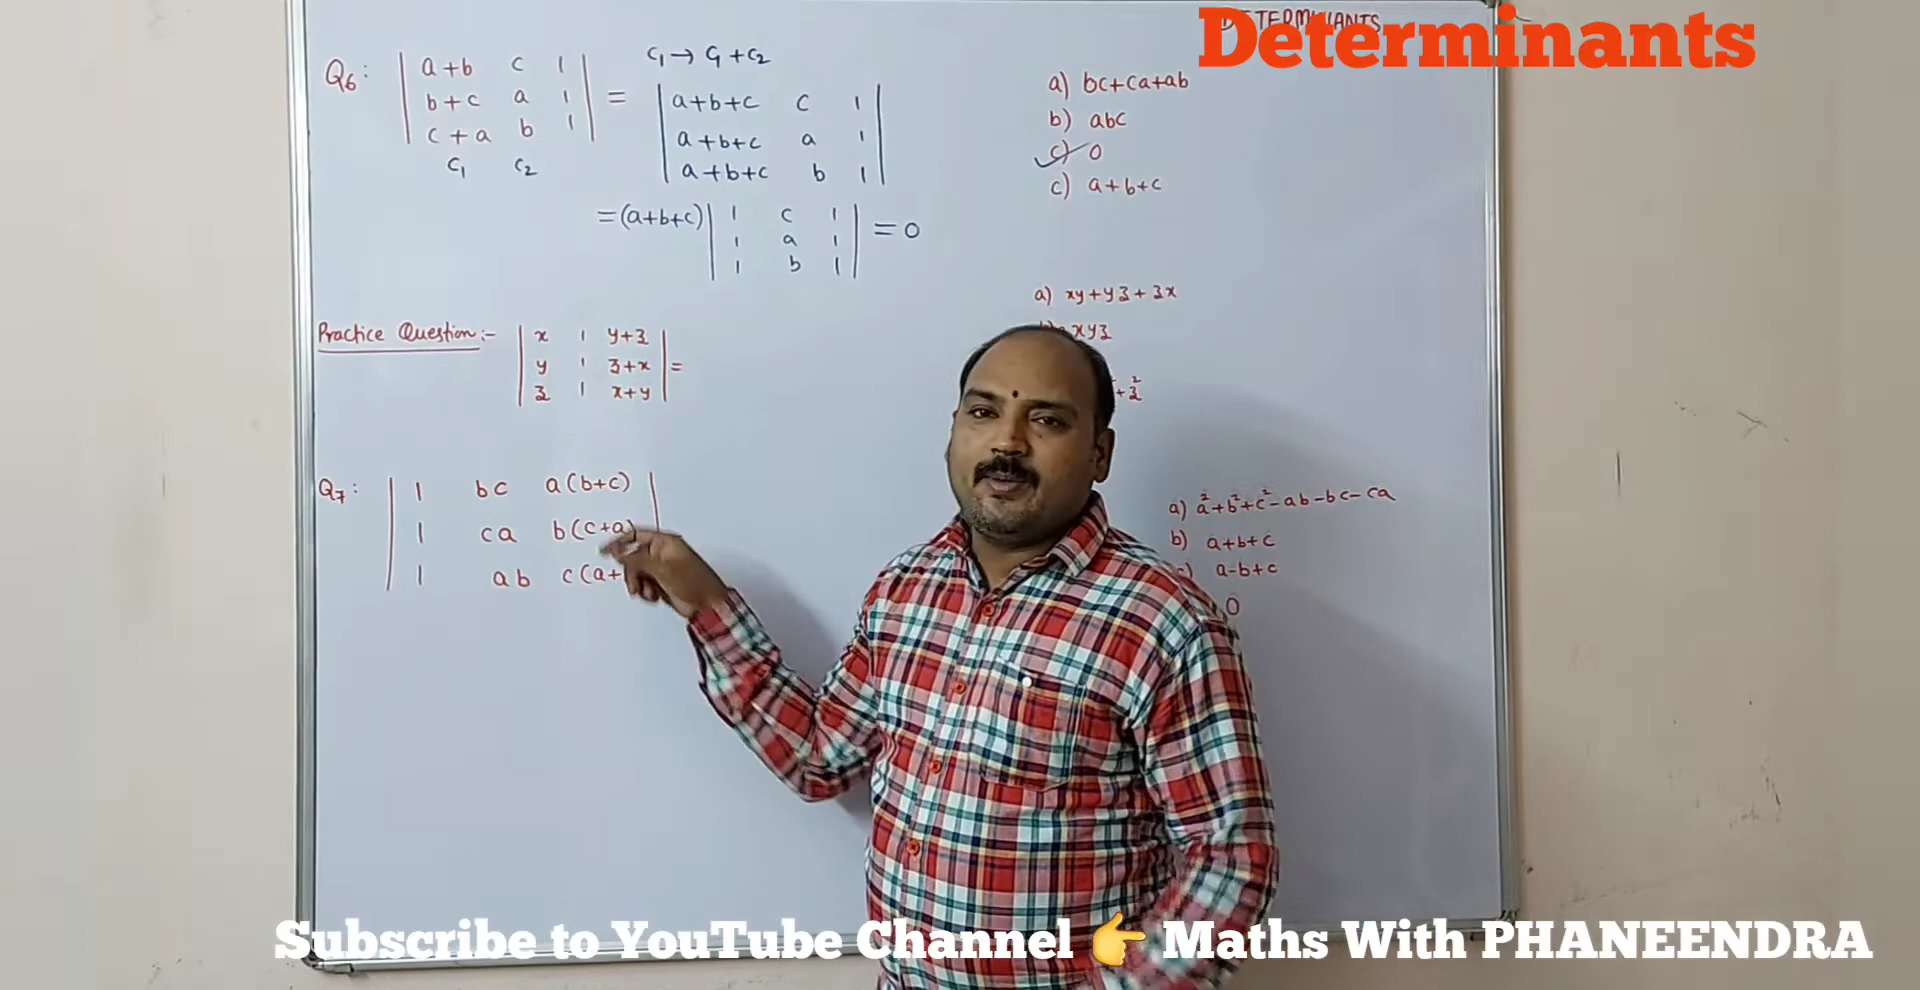 DETERMINANTS
Determinants
Q6: | a+b c 1 | = C1 → C1 + C2
| b+c a 1 |
| c+a b 1 |
C1 C2
| a+b+c c 1 |
| a+b+c a 1 |
| a+b+c b 1 |
= (a+b+c) | 1 c 1 | = 0
| 1 a 1 |
| 1 b 1 |
a) bc+ca+ab
b) abc
c) 0
c) a+b+c
Practice Question:- | x 1 y+z | =
| y 1 z+x |
| z 1 x+y |
a) xy+yz+zx
xyz
+z²
Q7: | 1 bc a(b+c) |
| 1 ca b(c+a) |
| 1 ab c(a+
a) a²+b²+c²-ab-bc-ca
b) a+b+c
c) a-b+c
0
Subscribe to YouTube Channel 👉 Maths With PHANEENDRA